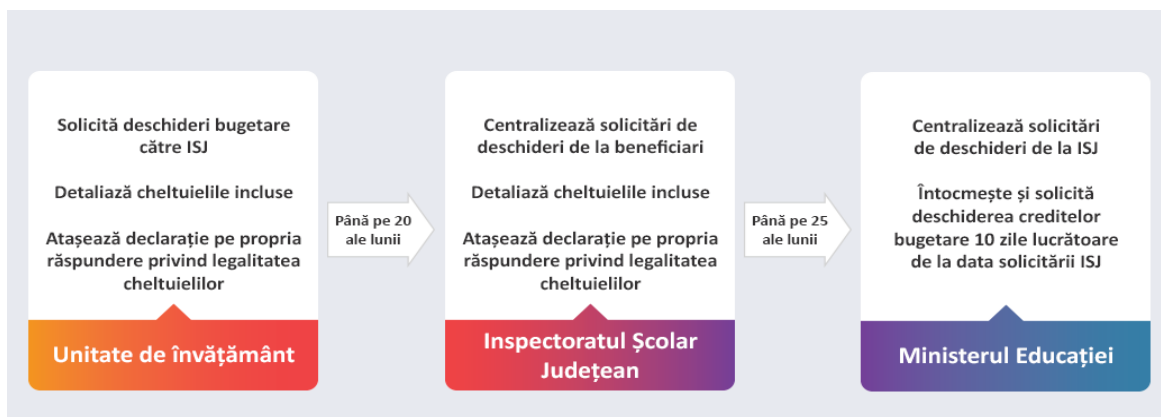 Solicită deschideri bugetare
către ISJ
Detaliază cheltuielile incluse
Atașează declarație pe propria
răspundere privind legalitatea
cheltuielilor
Unitate de învățământ
Până pe 20
ale lunii
Centralizează solicitări de
deschideri de la beneficiari
Detaliază cheltuielile incluse
Atașează declarație pe propria
răspundere privind legalitatea
cheltuielilor
Inspectoratul Școlar
Județean
Până pe 25
ale lunii
Centralizează solicitări
de deschideri de la ISJ
Întocmește și solicită
deschiderea creditelor
bugetare 10 zile lucrătoare
de la data solicitării ISJ
Ministerul Educației